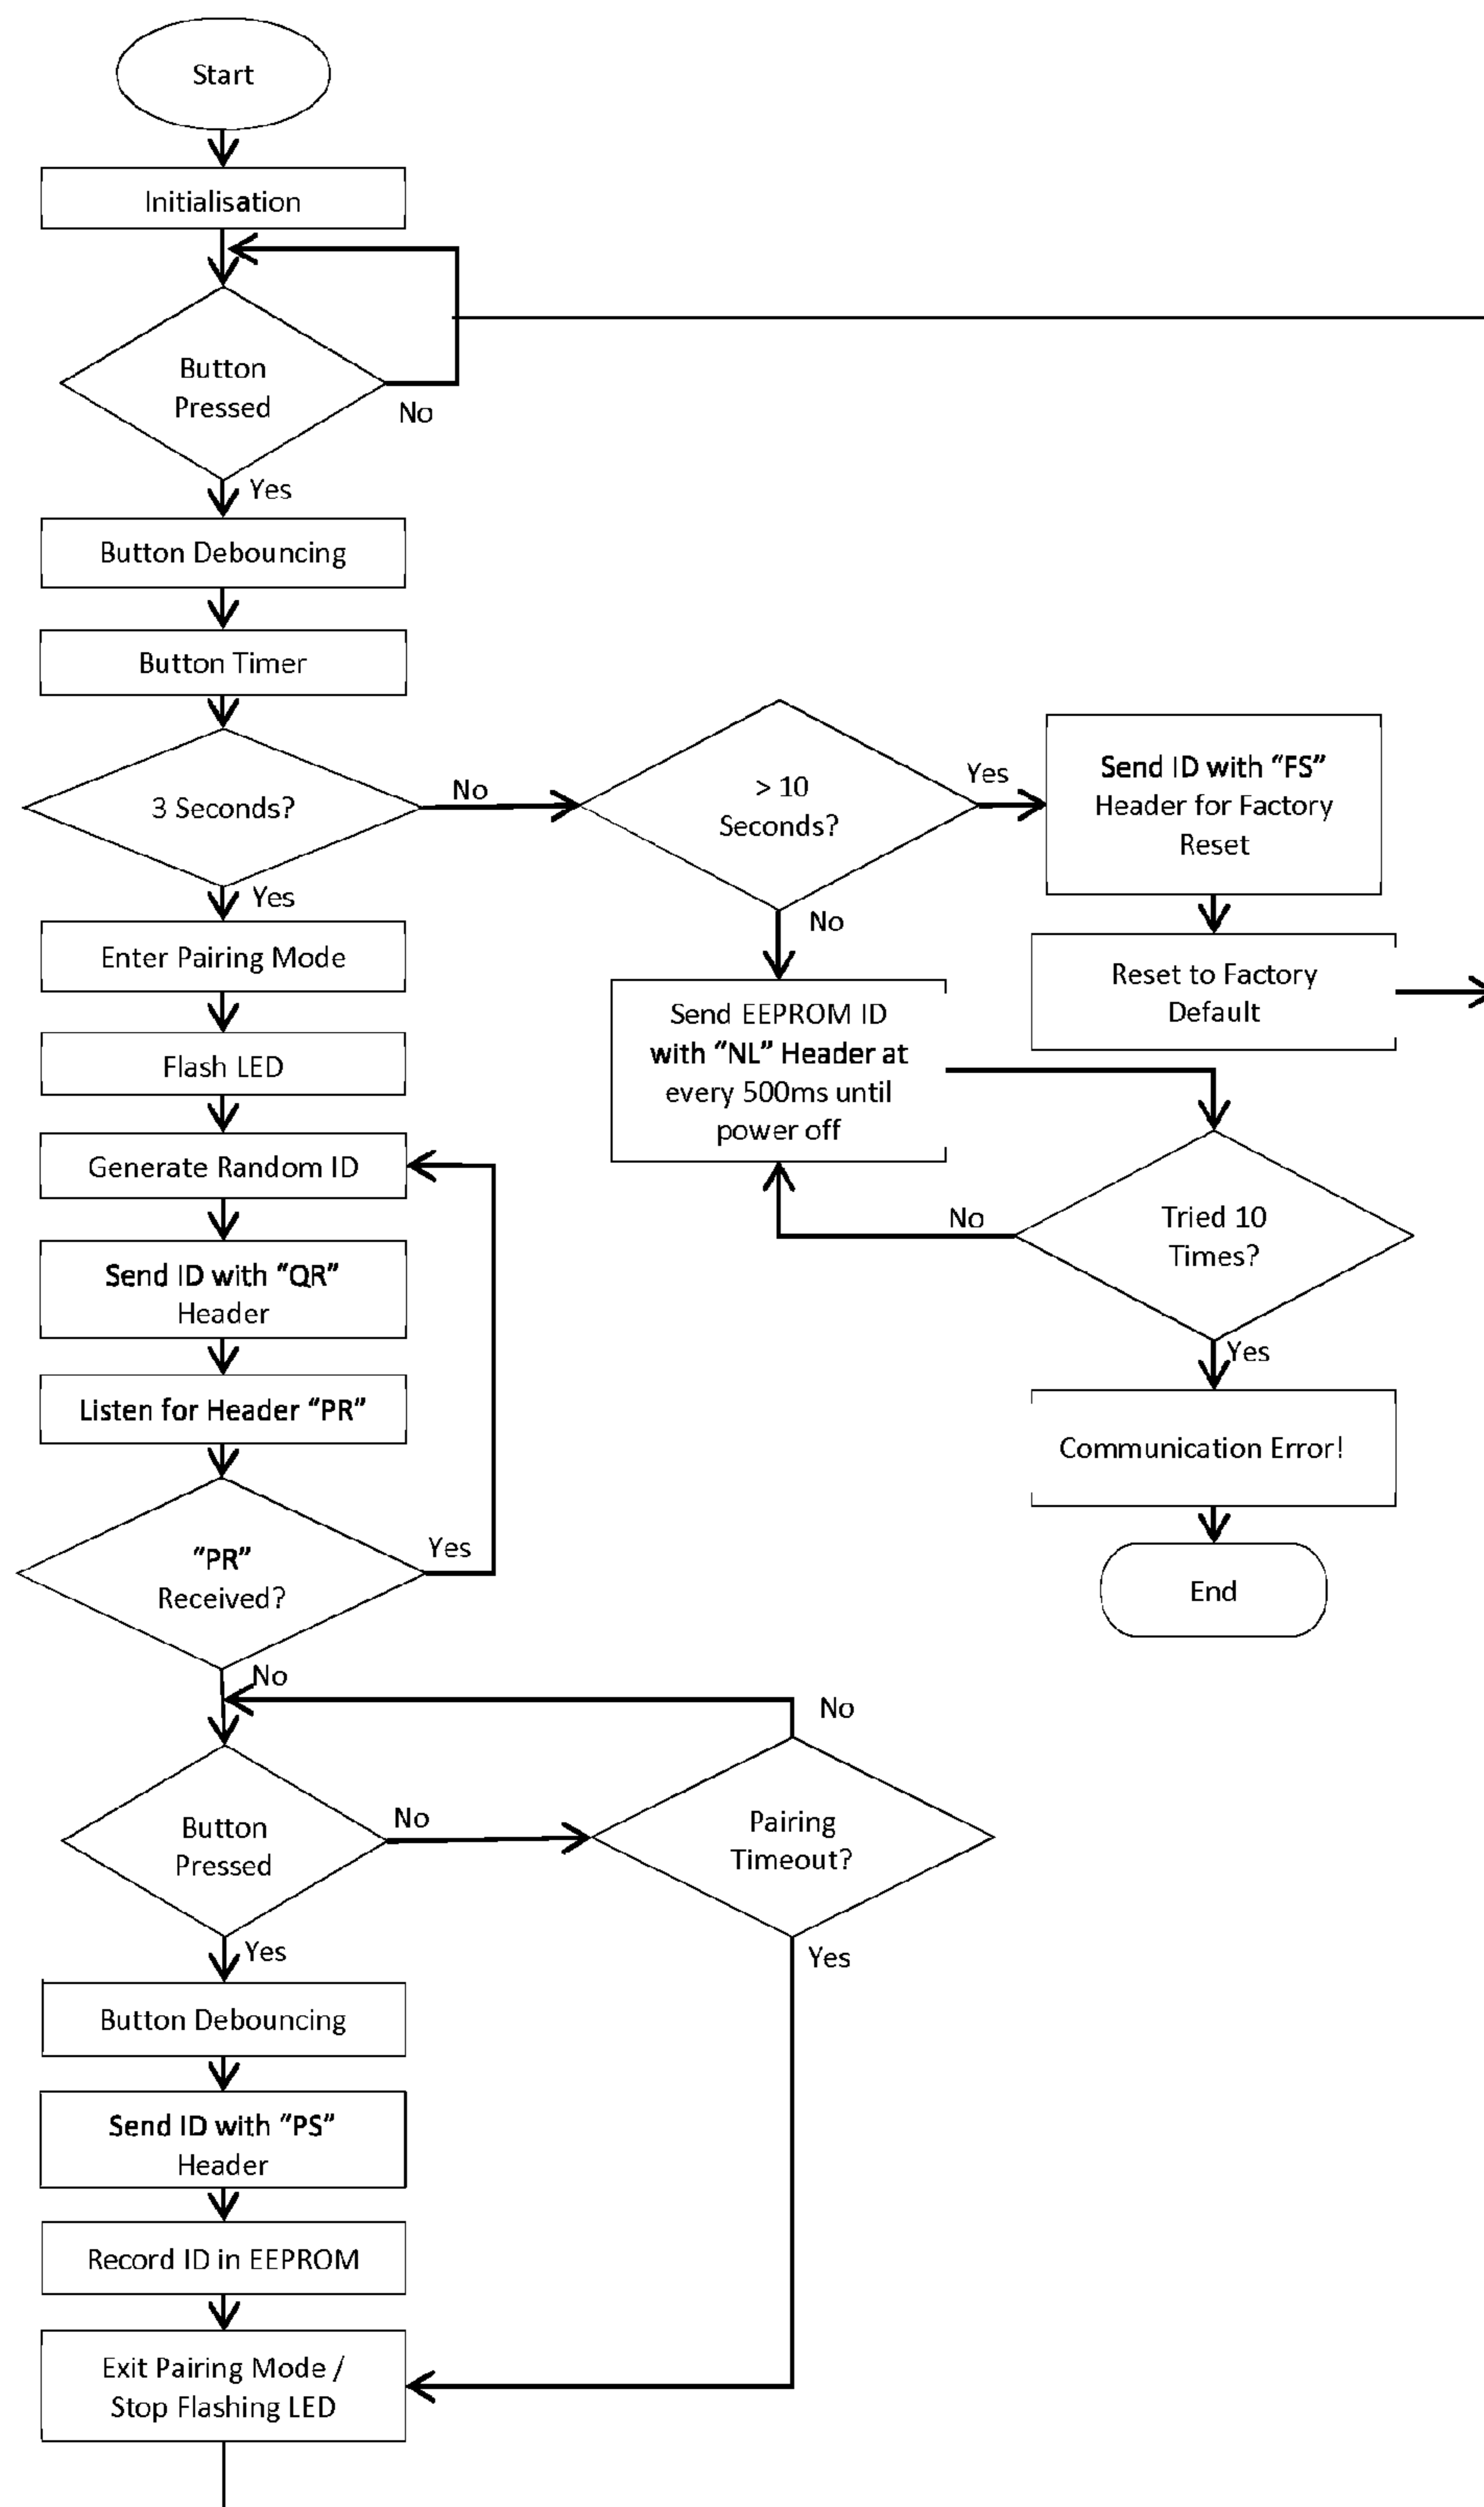 Start
Initialisation
Button
Pressed
No
Yes
Button Debouncing
Button Timer
3 Seconds?
No
> 10
Seconds?
Yes
Send ID with “FS”
Header for Factory
Reset
Yes
No
Enter Pairing Mode
Reset to Factory
Default
Send EEPROM ID
with “NL” Header at
every 500ms until
power off
Flash LED
Generate Random ID
No
Tried 10
Times?
Send ID with “QR”
Header
Yes
Listen for Header “PR”
Communication Error!
“PR”
Received?
Yes
End
No
No
Button
Pressed
No
Pairing
Timeout?
Yes
Yes
Button Debouncing
Send ID with “PS”
Header
Record ID in EEPROM
Exit Pairing Mode /
Stop Flashing LED